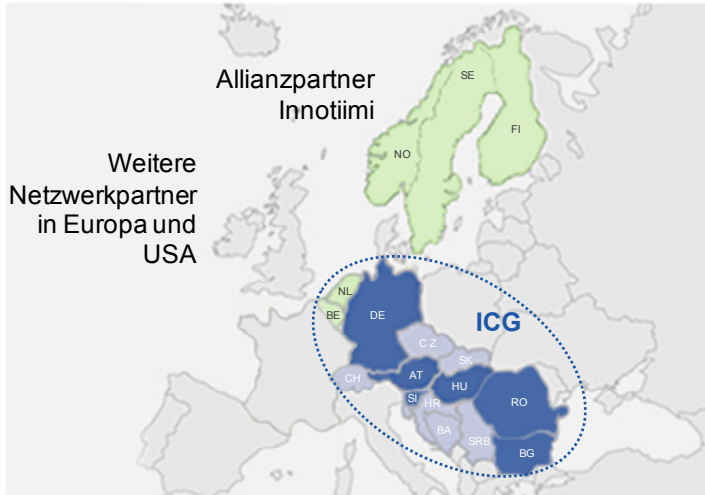 Allianzpartner
Innotiimi
Weitere
Netzwerkpartner
in Europa und
USA
SE
FI
NO
NL
BE
DE
ICG
CZ
SK
CH
AT
HU
SI
HR
RO
BA
SRB
BG